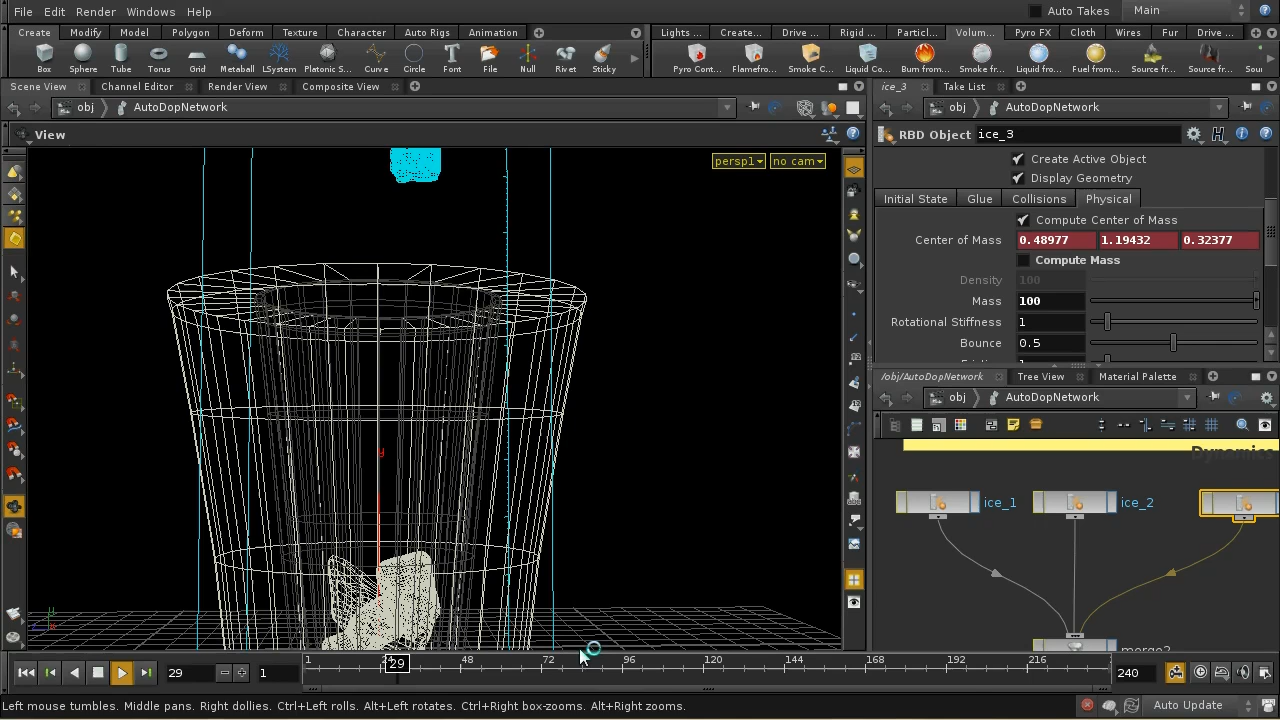 File Edit Render Windows Help Auto Takes Main
Create Modify Model Polygon Deform Texture Character Auto Rigs Animation Lights ... Create... Drive ... Rigid ... Particl... Volum... Pyro FX Cloth Wires Fur Drive ...
Box Sphere Tube Torus Grid Metaball LSystem Platonic S... Curve Circle Font File Null Rivet Sticky Pyro Cont... Flamefro... Smoke C... Liquid Co... Burn from... Smoke fr... Liquid fro... Fuel from... Source fr... Source fr... Sou
Scene View Channel Editor Render View Composite View ice_3 Take List
obj AutoDopNetwork obj AutoDopNetwork
View RBD Object ice_3
persp1 no cam Create Active Object
Display Geometry
Initial State Glue Collisions Physical
Compute Center of Mass
Center of Mass 0.48977 1.19432 0.32377
Compute Mass
Density 100
Mass 100
Rotational Stiffness 1
Bounce 0.5
/obj/AutoDopNetwork Tree View Material Palette
obj AutoDopNetwork
Dynamics
y
ice_1 ice_2
merge2
1 24 48 72 96 120 144 168 192 216
29
29 1 240
Left mouse tumbles. Middle pans. Right dollies. Ctrl+Left rolls. Alt+Left rotates. Ctrl+Right box-zooms. Alt+Right zooms. Auto Update